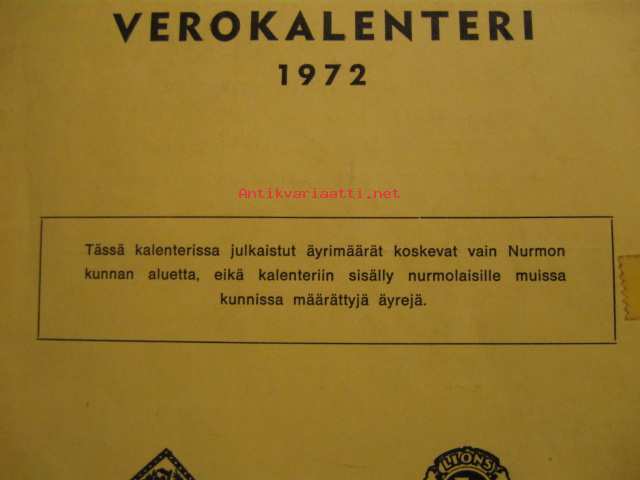 VEROKALENTERI
1972
Antikvariaatti.net
Tässä kalenterissa julkaistut äyrimäärät koskevat vain Nurmon
kunnan aluetta, eikä kalenteriin sisälly nurmolaisille muissa
kunnissa määrättyjä äyrejä.
LIONS